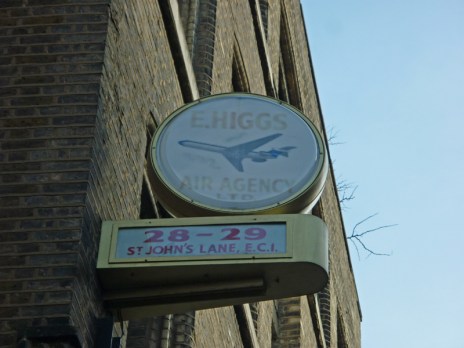 E. HIGGS
AIR AGENCY
LTD
28-29
ST JOHN'S LANE, E.C.1.